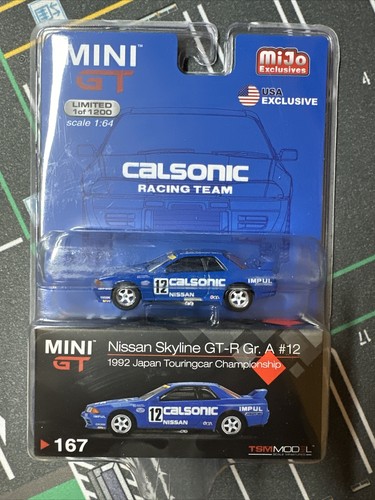 MINI
GT
LIMITED
1 of 1200
scale 1:64
MiJo
Exclusives
USA
EXCLUSIVE
CALSONIC
RACING TEAM
12 CALSONIC IMPUL
NISSAN
MINI
GT
Nissan Skyline GT-R Gr. A #12
1992 Japan Touringcar Championship
12 CALSONIC IMPUL
NISSAN
167
TSMMODEL
17